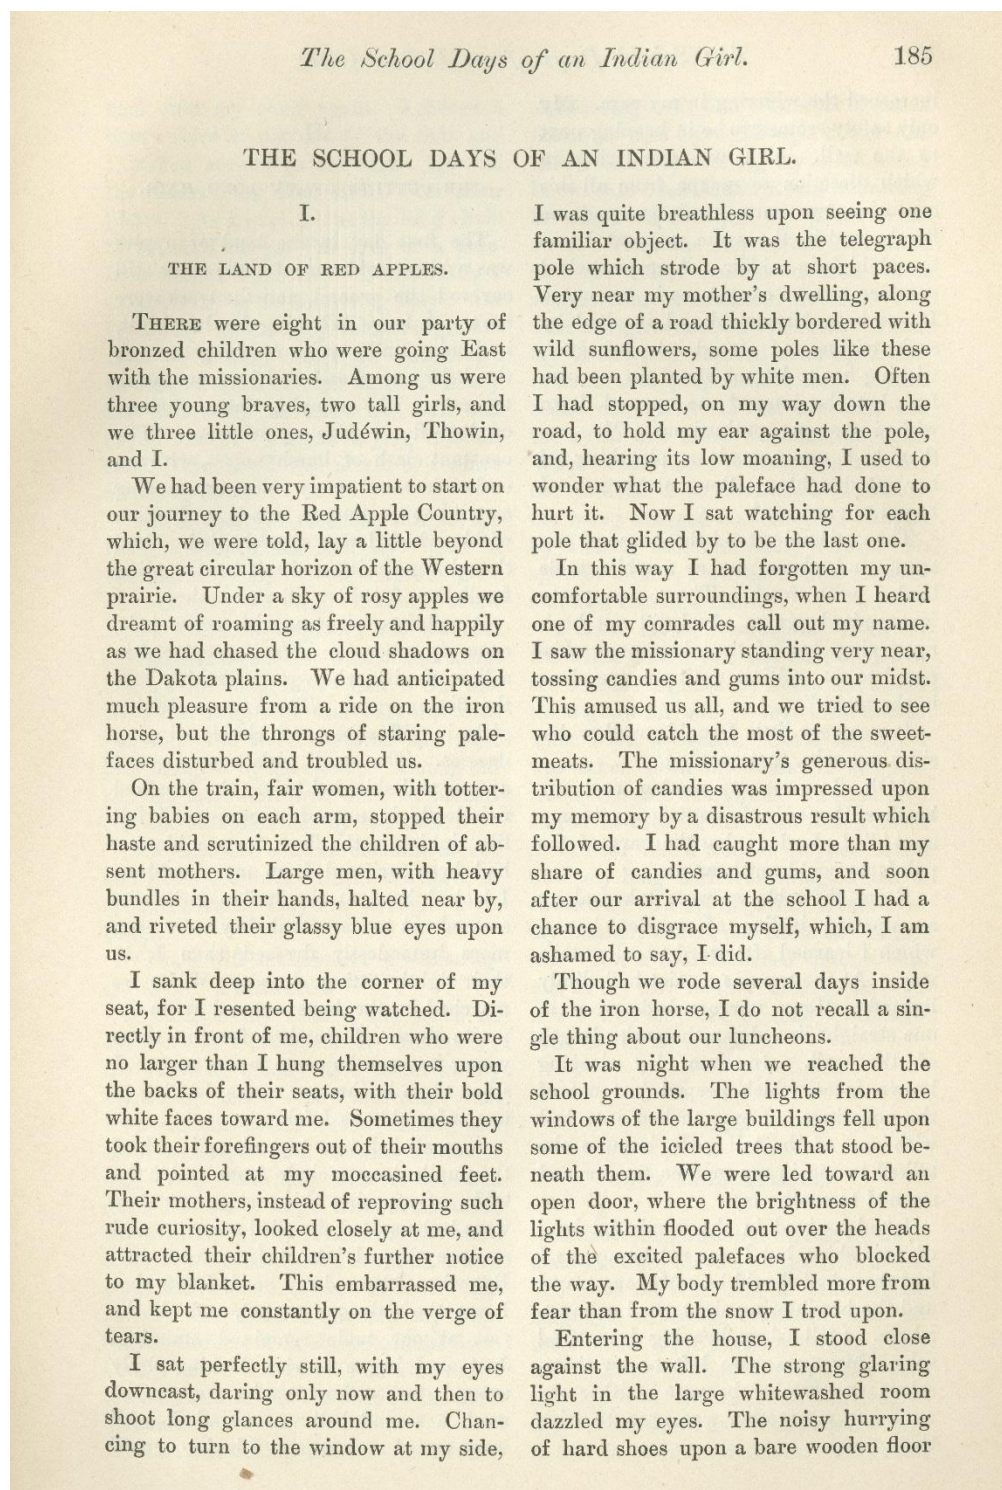 The School Days of an Indian Girl. 185
THE SCHOOL DAYS OF AN INDIAN GIRL.
I.
THE LAND OF RED APPLES.
THERE were eight in our party of
bronzed children who were going East
with the missionaries. Among us were
three young braves, two tall girls, and
we three little ones, Judéwin, Thowin,
and I.
We had been very impatient to start on
our journey to the Red Apple Country,
which, we were told, lay a little beyond
the great circular horizon of the Western
prairie. Under a sky of rosy apples we
dreamt of roaming as freely and happily
as we had chased the cloud shadows on
the Dakota plains. We had anticipated
much pleasure from a ride on the iron
horse, but the throngs of staring pale-
faces disturbed and troubled us.
On the train, fair women, with totter-
ing babies on each arm, stopped their
haste and scrutinized the children of ab-
sent mothers. Large men, with heavy
bundles in their hands, halted near by,
and riveted their glassy blue eyes upon
us.
I sank deep into the corner of my
seat, for I resented being watched. Di-
rectly in front of me, children who were
no larger than I hung themselves upon
the backs of their seats, with their bold
white faces toward me. Sometimes they
took their forefingers out of their mouths
and pointed at my moccasined feet.
Their mothers, instead of reproving such
rude curiosity, looked closely at me, and
attracted their children's further notice
to my blanket. This embarrassed me,
and kept me constantly on the verge of
tears.
I sat perfectly still, with my eyes
downcast, daring only now and then to
shoot long glances around me. Chan-
cing to turn to the window at my side,
I was quite breathless upon seeing one
familiar object. It was the telegraph
pole which strode by at short paces.
Very near my mother's dwelling, along
the edge of a road thickly bordered with
wild sunflowers, some poles like these
had been planted by white men. Often
I had stopped, on my way down the
road, to hold my ear against the pole,
and, hearing its low moaning, I used to
wonder what the paleface had done to
hurt it. Now I sat watching for each
pole that glided by to be the last one.
In this way I had forgotten my un-
comfortable surroundings, when I heard
one of my comrades call out my name.
I saw the missionary standing very near,
tossing candies and gums into our midst.
This amused us all, and we tried to see
who could catch the most of the sweet-
meats. The missionary's generous dis-
tribution of candies was impressed upon
my memory by a disastrous result which
followed. I had caught more than my
share of candies and gums, and soon
after our arrival at the school I had a
chance to disgrace myself, which, I am
ashamed to say, I did.
Though we rode several days inside
of the iron horse, I do not recall a sin-
gle thing about our luncheons.
It was night when we reached the
school grounds. The lights from the
windows of the large buildings fell upon
some of the icicled trees that stood be-
neath them. We were led toward an
open door, where the brightness of the
lights within flooded out over the heads
of the excited palefaces who blocked
the way. My body trembled more from
fear than from the snow I trod upon.
Entering the house, I stood close
against the wall. The strong glaring
light in the large whitewashed room
dazzled my eyes. The noisy hurrying
of hard shoes upon a bare wooden floor